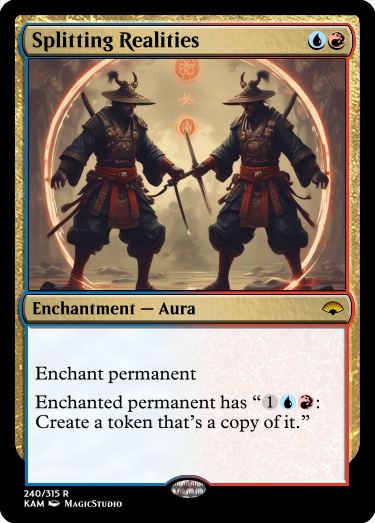 Splitting Realities
Enchantment — Aura
Enchant permanent
Enchanted permanent has “1UR:
Create a token that’s a copy of it.”
240/315 R
KAM MagicStudio